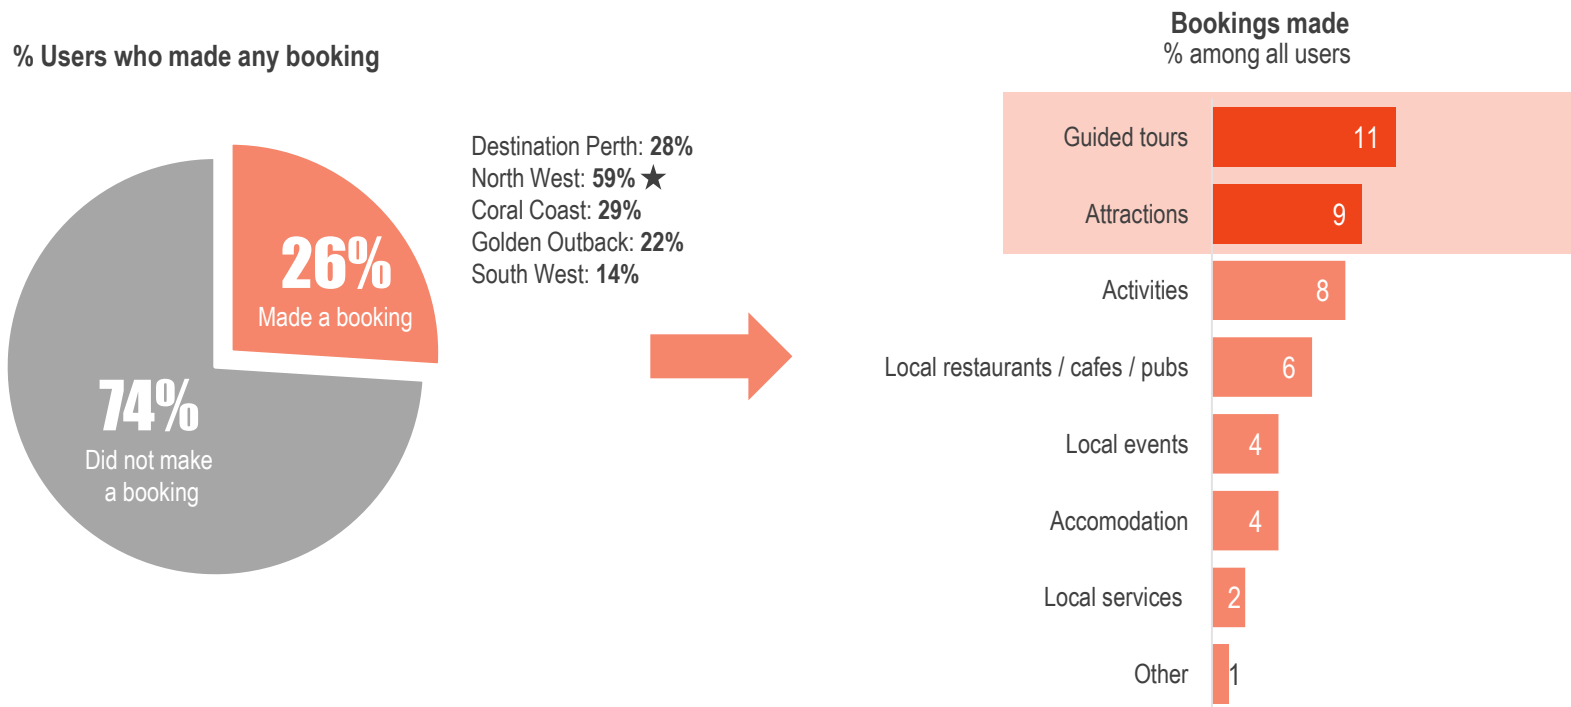 % Users who made any booking
26%
Made a booking
74%
Did not make
a booking
Destination Perth: 28%
North West: 59% ★
Coral Coast: 29%
Golden Outback: 22%
South West: 14%
Bookings made
% among all users
Guided tours 11
Attractions 9
Activities 8
Local restaurants / cafes / pubs 6
Local events 4
Accomodation 4
Local services 2
Other 1